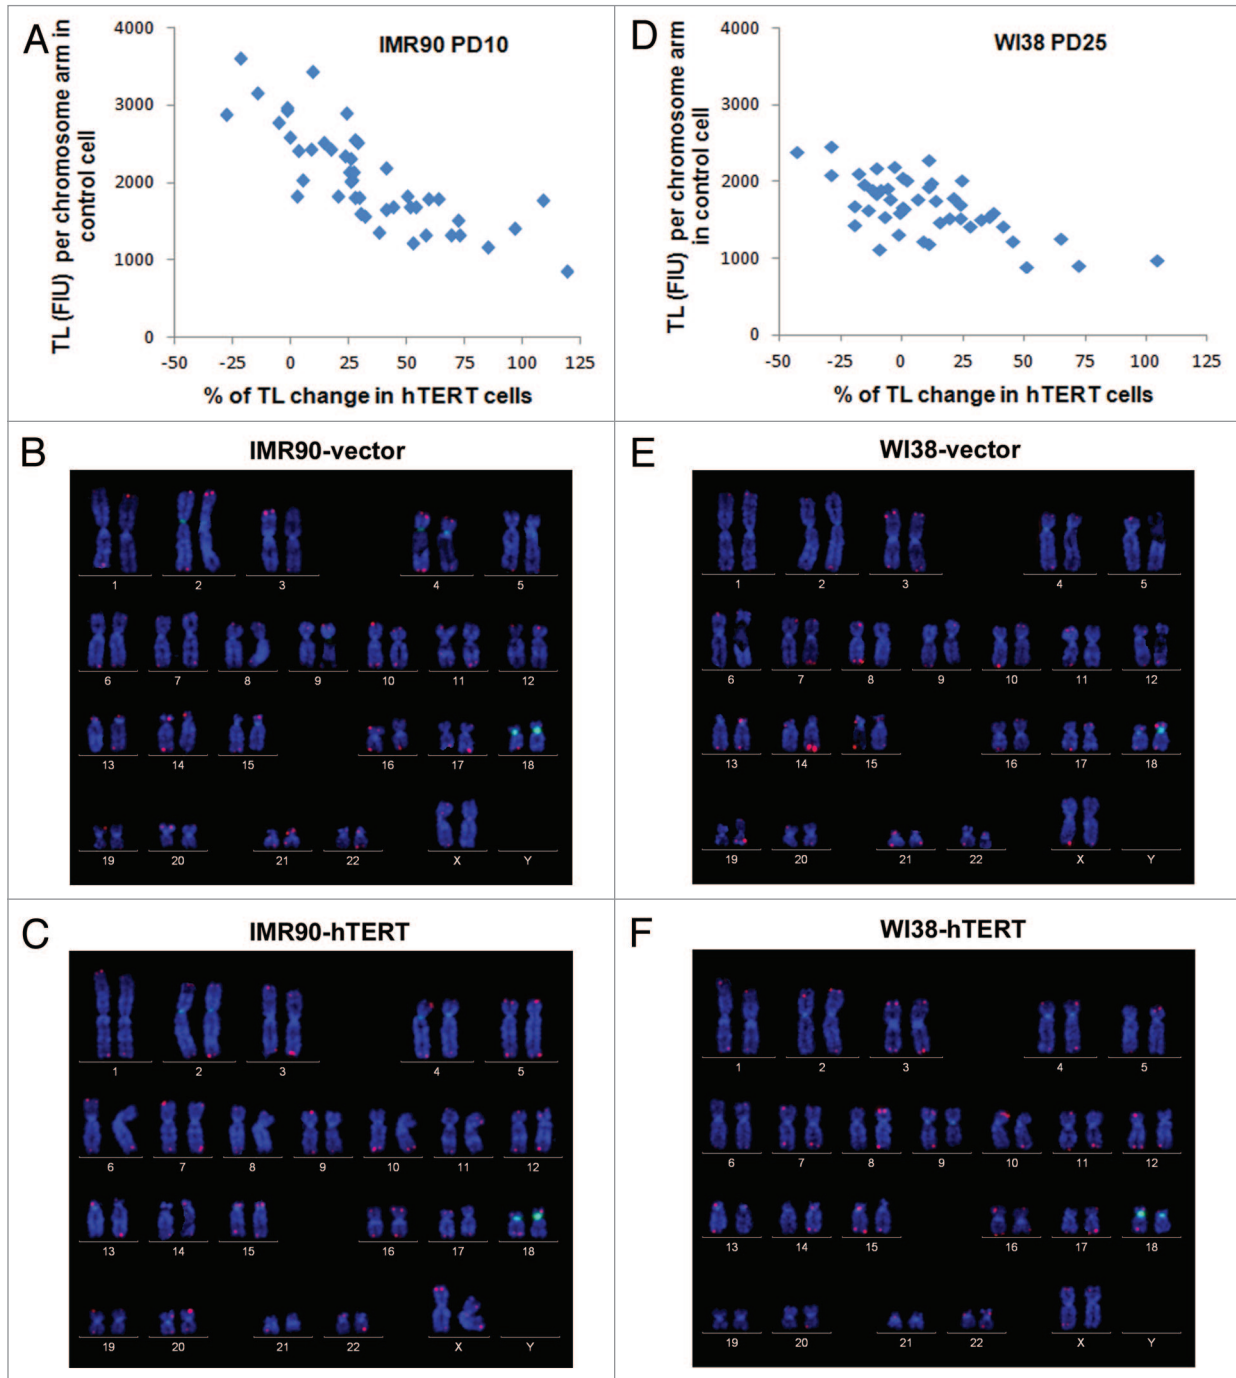 A
IMR90 PD10
TL (FIU) per chromosome arm in
control cell
4000
3000
2000
1000
0
-50 -25 0 25 50 75 100 125
% of TL change in hTERT cells
D
WI38 PD25
TL (FIU) per chromosome arm
in control cell
4000
3000
2000
1000
0
-50 -25 0 25 50 75 100 125
% of TL change in hTERT cells
B
IMR90-vector
1 2 3 4 5
6 7 8 9 10 11 12
13 14 15 16 17 18
19 20 21 22 X Y
E
WI38-vector
1 2 3 4 5
6 7 8 9 10 11 12
13 14 15 16 17 18
19 20 21 22 X Y
C
IMR90-hTERT
1 2 3 4 5
6 7 8 9 10 11 12
13 14 15 16 17 18
19 20 21 22 X Y
F
WI38-hTERT
1 2 3 4 5
6 7 8 9 10 11 12
13 14 15 16 17 18
19 20 21 22 X Y